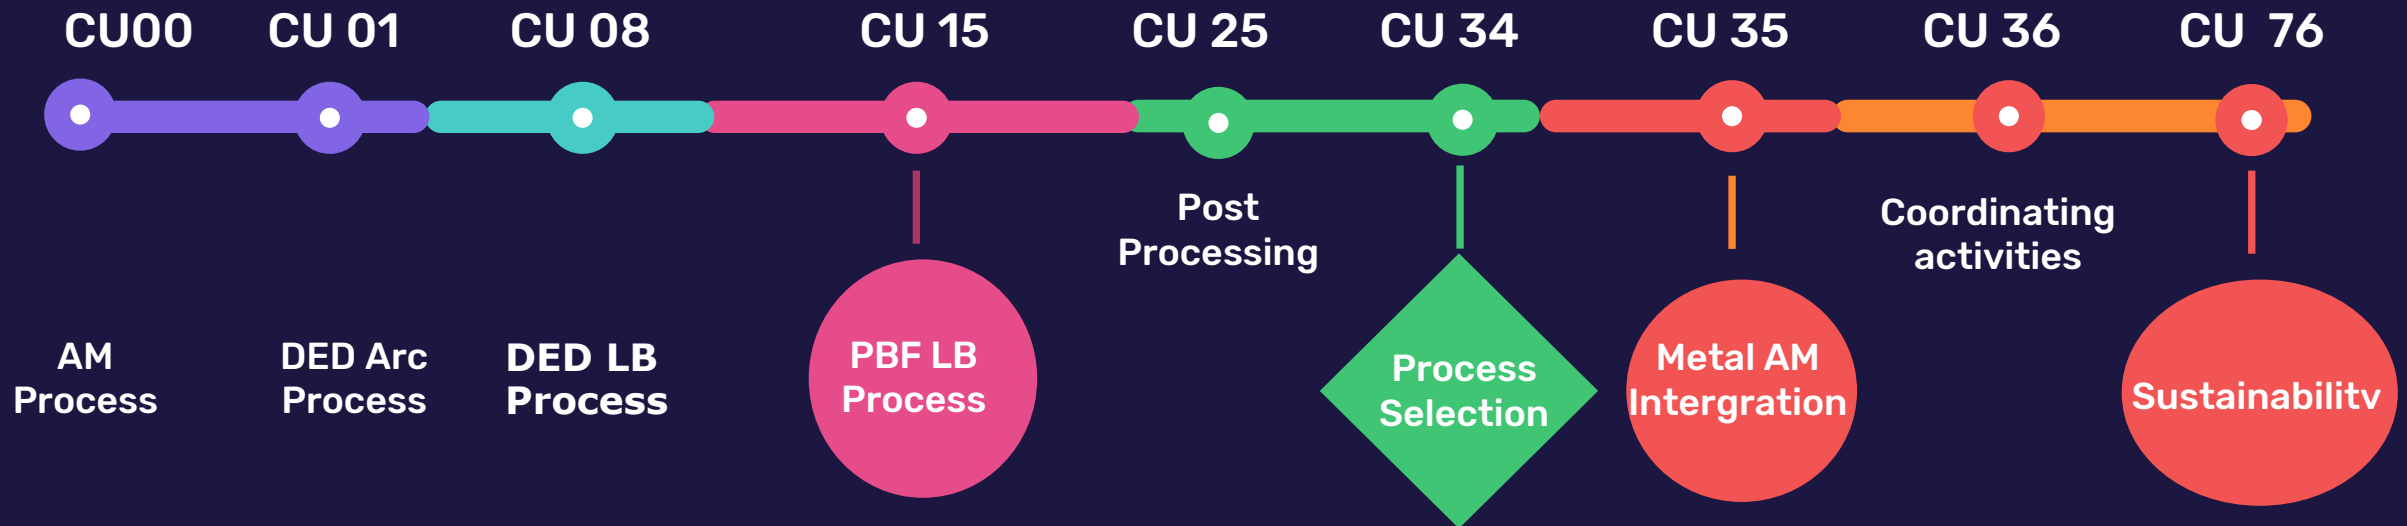 CU00
CU 01
CU 08
CU 15
CU 25
CU 34
CU 35
CU 36
CU 76
AM
Process
DED Arc
Process
DED LB
Process
PBF LB
Process
Post
Processing
Process
Selection
Metal AM
Intergration
Coordinating
activities
Sustainability